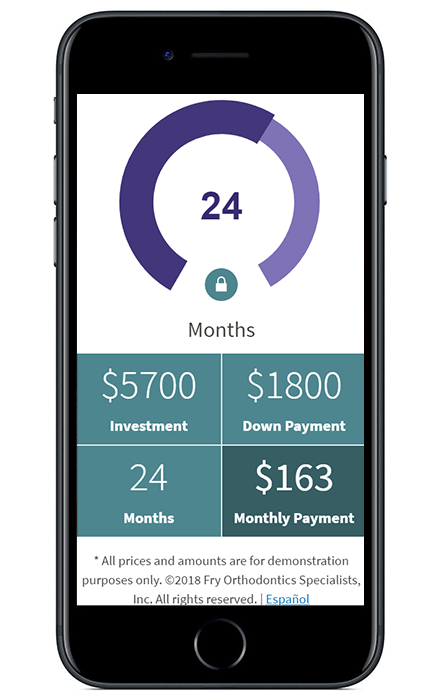 24
Months
$5700
Investment
$1800
Down Payment
24
Months
$163
Monthly Payment
* All prices and amounts are for demonstration
purposes only. ©2018 Fry Orthodontics Specialists,
Inc. All rights reserved. | Español